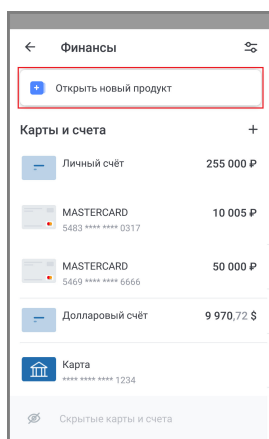 Финансы
Открыть новый продукт
Карты и счета +
Личный счёт 255 000 ₽
MASTERCARD 10 005 ₽
5483 **** **** 0317
MASTERCARD 50 000 ₽
5469 **** **** 6666
Долларовый счёт 9 970,72 $
Карта
**** **** **** 1234
Скрытые карты и счета